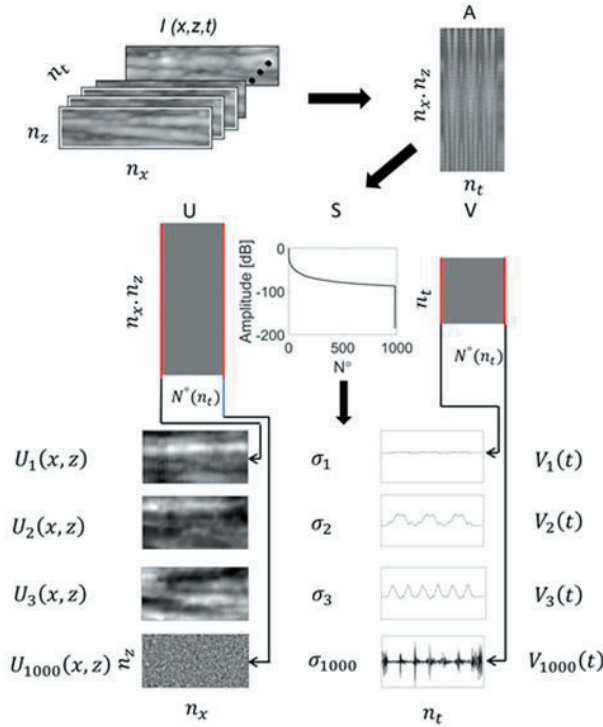 I (x,z,t)
A
n_t
n_z
n_x
n_x. n_z
n_t
U
S
V
n_x. n_z
Amplitude [dB]
0
-100
-200
0
500
1000
N°
n_t
N°(n_t)
N°(n_t)
U_1(x,z)
σ_1
V_1(t)
U_2(x,z)
σ_2
V_2(t)
U_3(x,z)
σ_3
V_3(t)
U_1000(x,z)
n_z
σ_1000
V_1000(t)
n_x
n_t